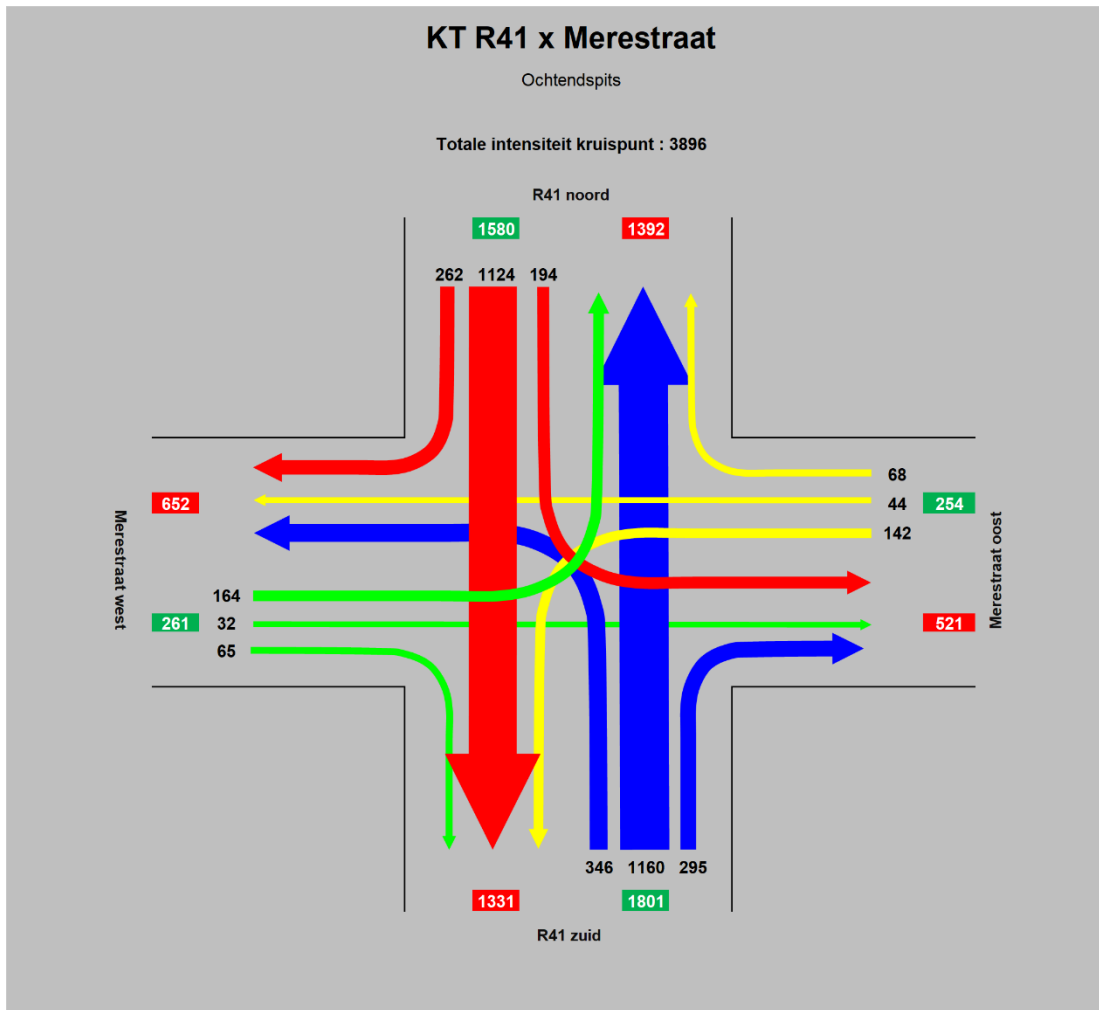 KT R41 x Merestraat
Ochtendspits
Totale intensiteit kruispunt : 3896
R41 noord
1580 1392
262 1124 194
68
652 44 254
142
Merestraat west
Merestraat oost
164
261 32 521
65
346 1160 295
1331 1801
R41 zuid